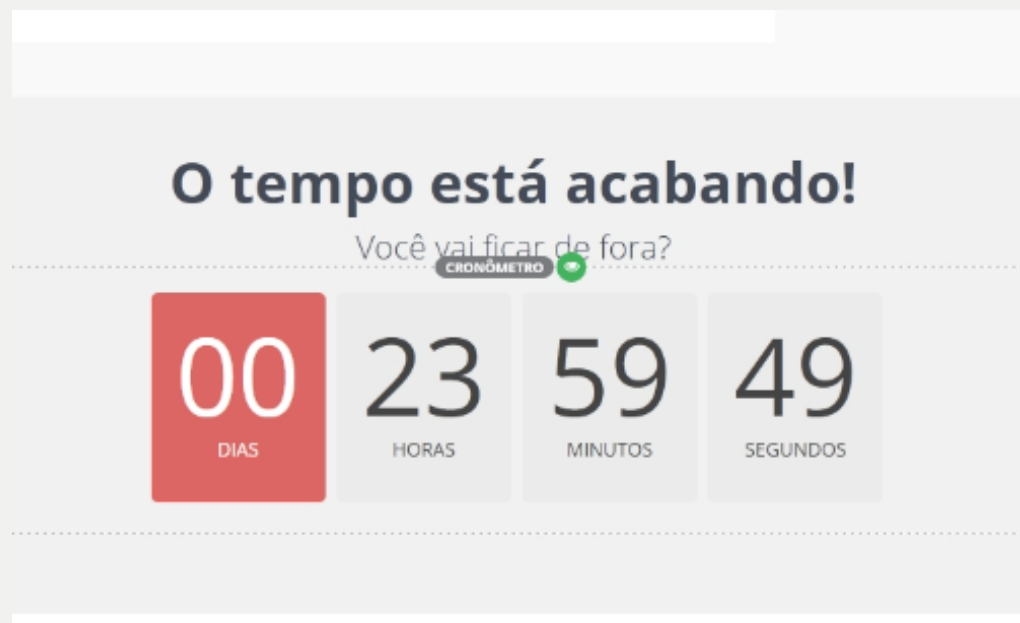 O tempo está acabando!
Você vai ficar de fora?
CRONÔMETRO
00 23 59 49
DIAS HORAS MINUTOS SEGUNDOS